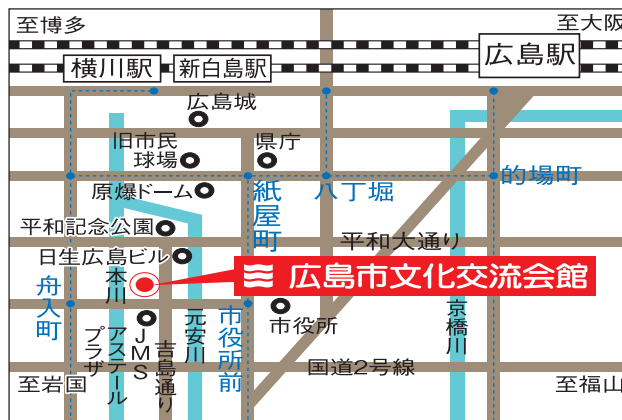 至博多
至大阪
横川駅
新白島駅
広島駅
広島城
旧市民
球場
県庁
原爆ドーム
紙屋町
八丁堀
的場町
平和記念公園
平和大通り
日生広島ビル
広島市文化交流会館
本川
舟入町
元安川
市役所前
市役所
京橋川
JMS
アステール
プラザ
吉島通り
国道2号線
至岩国
至福山